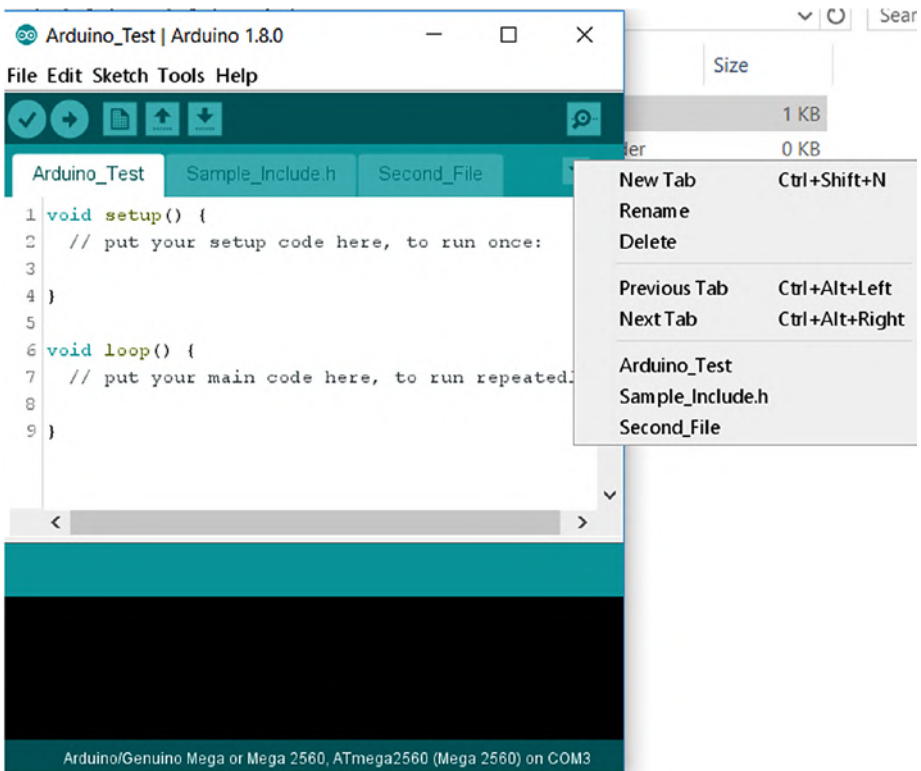 Arduino_Test | Arduino 1.8.0
File Edit Sketch Tools Help
Arduino_Test Sample_Include.h Second_File
1 void setup() {
2 // put your setup code here, to run once:
3
4 }
5
6 void loop() {
7 // put your main code here, to run repeatedl
8
9 }
Arduino/Genuino Mega or Mega 2560, ATmega2560 (Mega 2560) on COM3
Sear
Size
1 KB
der 0 KB
New Tab Ctrl+Shift+N
Rename
Delete
Previous Tab Ctrl+Alt+Left
Next Tab Ctrl+Alt+Right
Arduino_Test
Sample_Include.h
Second_File